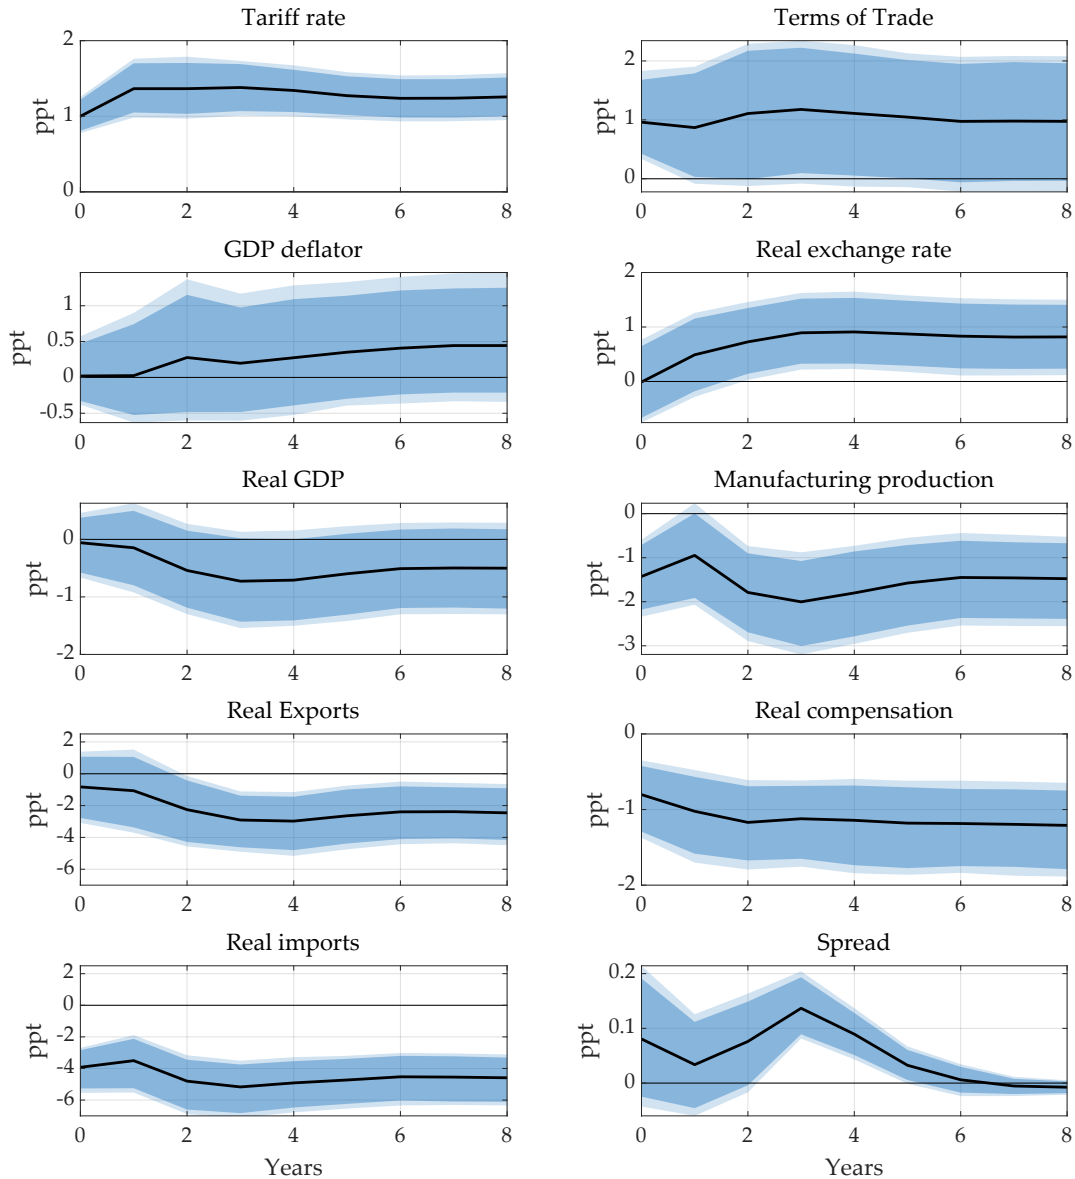 Tariff rate
2
1
0
ppt
0 2 4 6 8
Terms of Trade
2
1
0
ppt
0 2 4 6 8
GDP deflator
1
0.5
0
-0.5
ppt
0 2 4 6 8
Real exchange rate
2
1
0
ppt
0 2 4 6 8
Real GDP
0
-1
-2
ppt
0 2 4 6 8
Manufacturing production
0
-1
-2
-3
ppt
0 2 4 6 8
Real Exports
2
0
-2
-4
-6
ppt
0 2 4 6 8
Real compensation
0
-1
-2
ppt
0 2 4 6 8
Real imports
2
0
-2
-4
-6
ppt
0 2 4 6 8
Years
Spread
0.2
0.1
0
ppt
0 2 4 6 8
Years